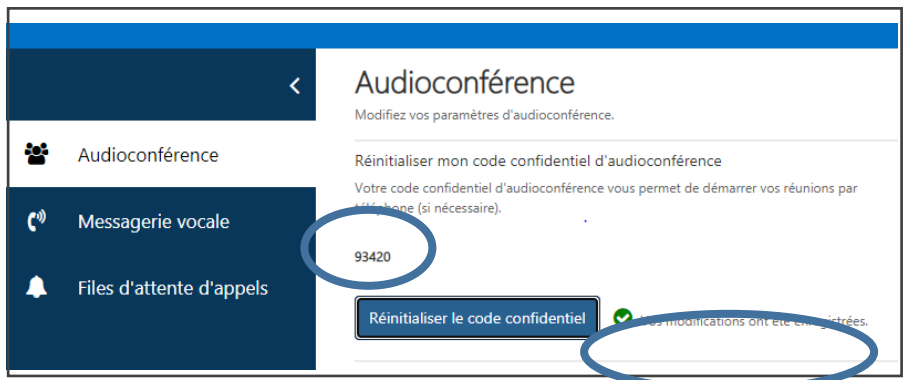 Audioconférence
Modifiez vos paramètres d'audioconférence.
Audioconférence
Réinitialiser mon code confidentiel d'audioconférence
Votre code confidentiel d'audioconférence vous permet de démarrer vos réunions par
téléphone (si nécessaire).
Messagerie vocale
93420
Files d'attente d'appels
Réinitialiser le code confidentiel
Vos modifications ont été enregistrées.